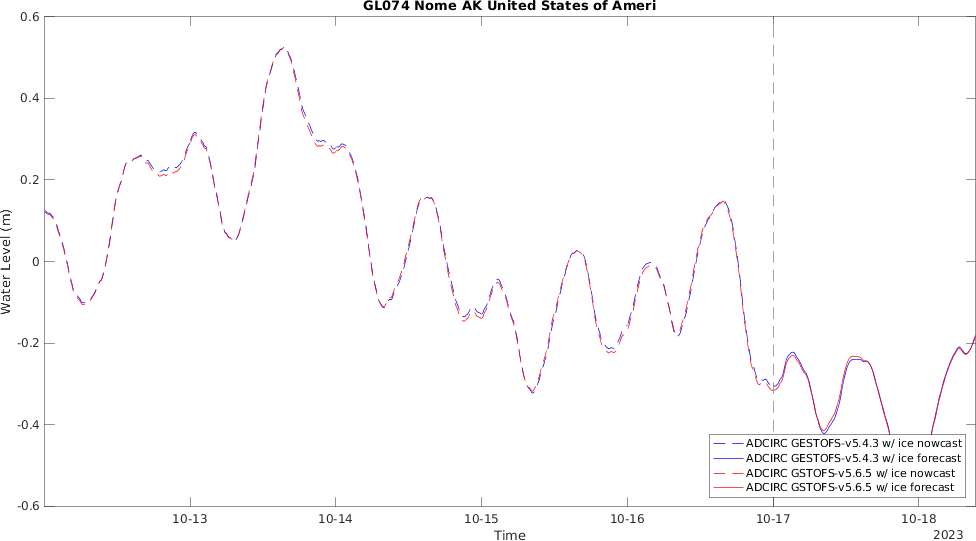 GL074 Nome AK United States of Ameri
0.6
0.4
0.2
0
-0.2
-0.4
-0.6
Water Level (m)
ADCIRC GESTOFS-v5.4.3 w/ ice nowcast
ADCIRC GESTOFS-v5.4.3 w/ ice forecast
ADCIRC GSTOFS-v5.6.5 w/ ice nowcast
ADCIRC GSTOFS-v5.6.5 w/ ice forecast
10-13 10-14 10-15 10-16 10-17 10-18
Time
2023